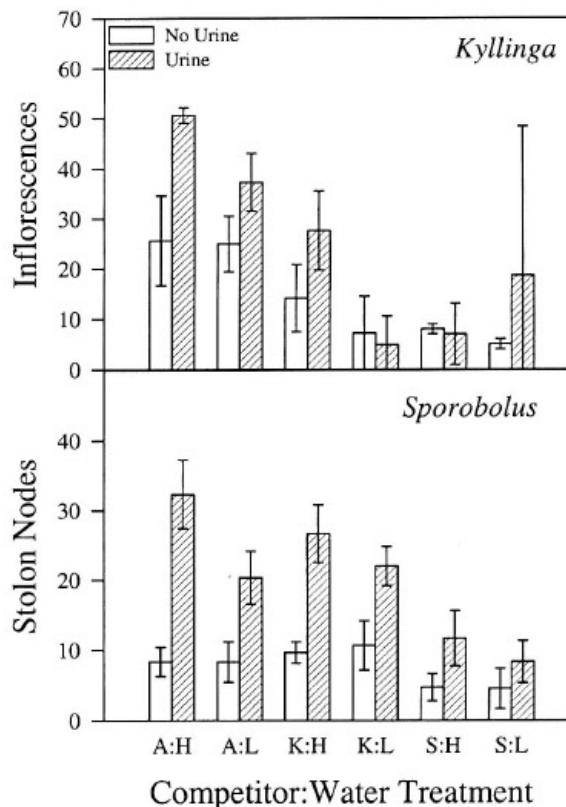 70
No Urine
Urine
Kyllinga
60
50
40
30
20
10
0
Inflorescences
Sporobolus
40
30
20
10
0
Stolon Nodes
A:H A:L K:H K:L S:H S:L
Competitor:Water Treatment